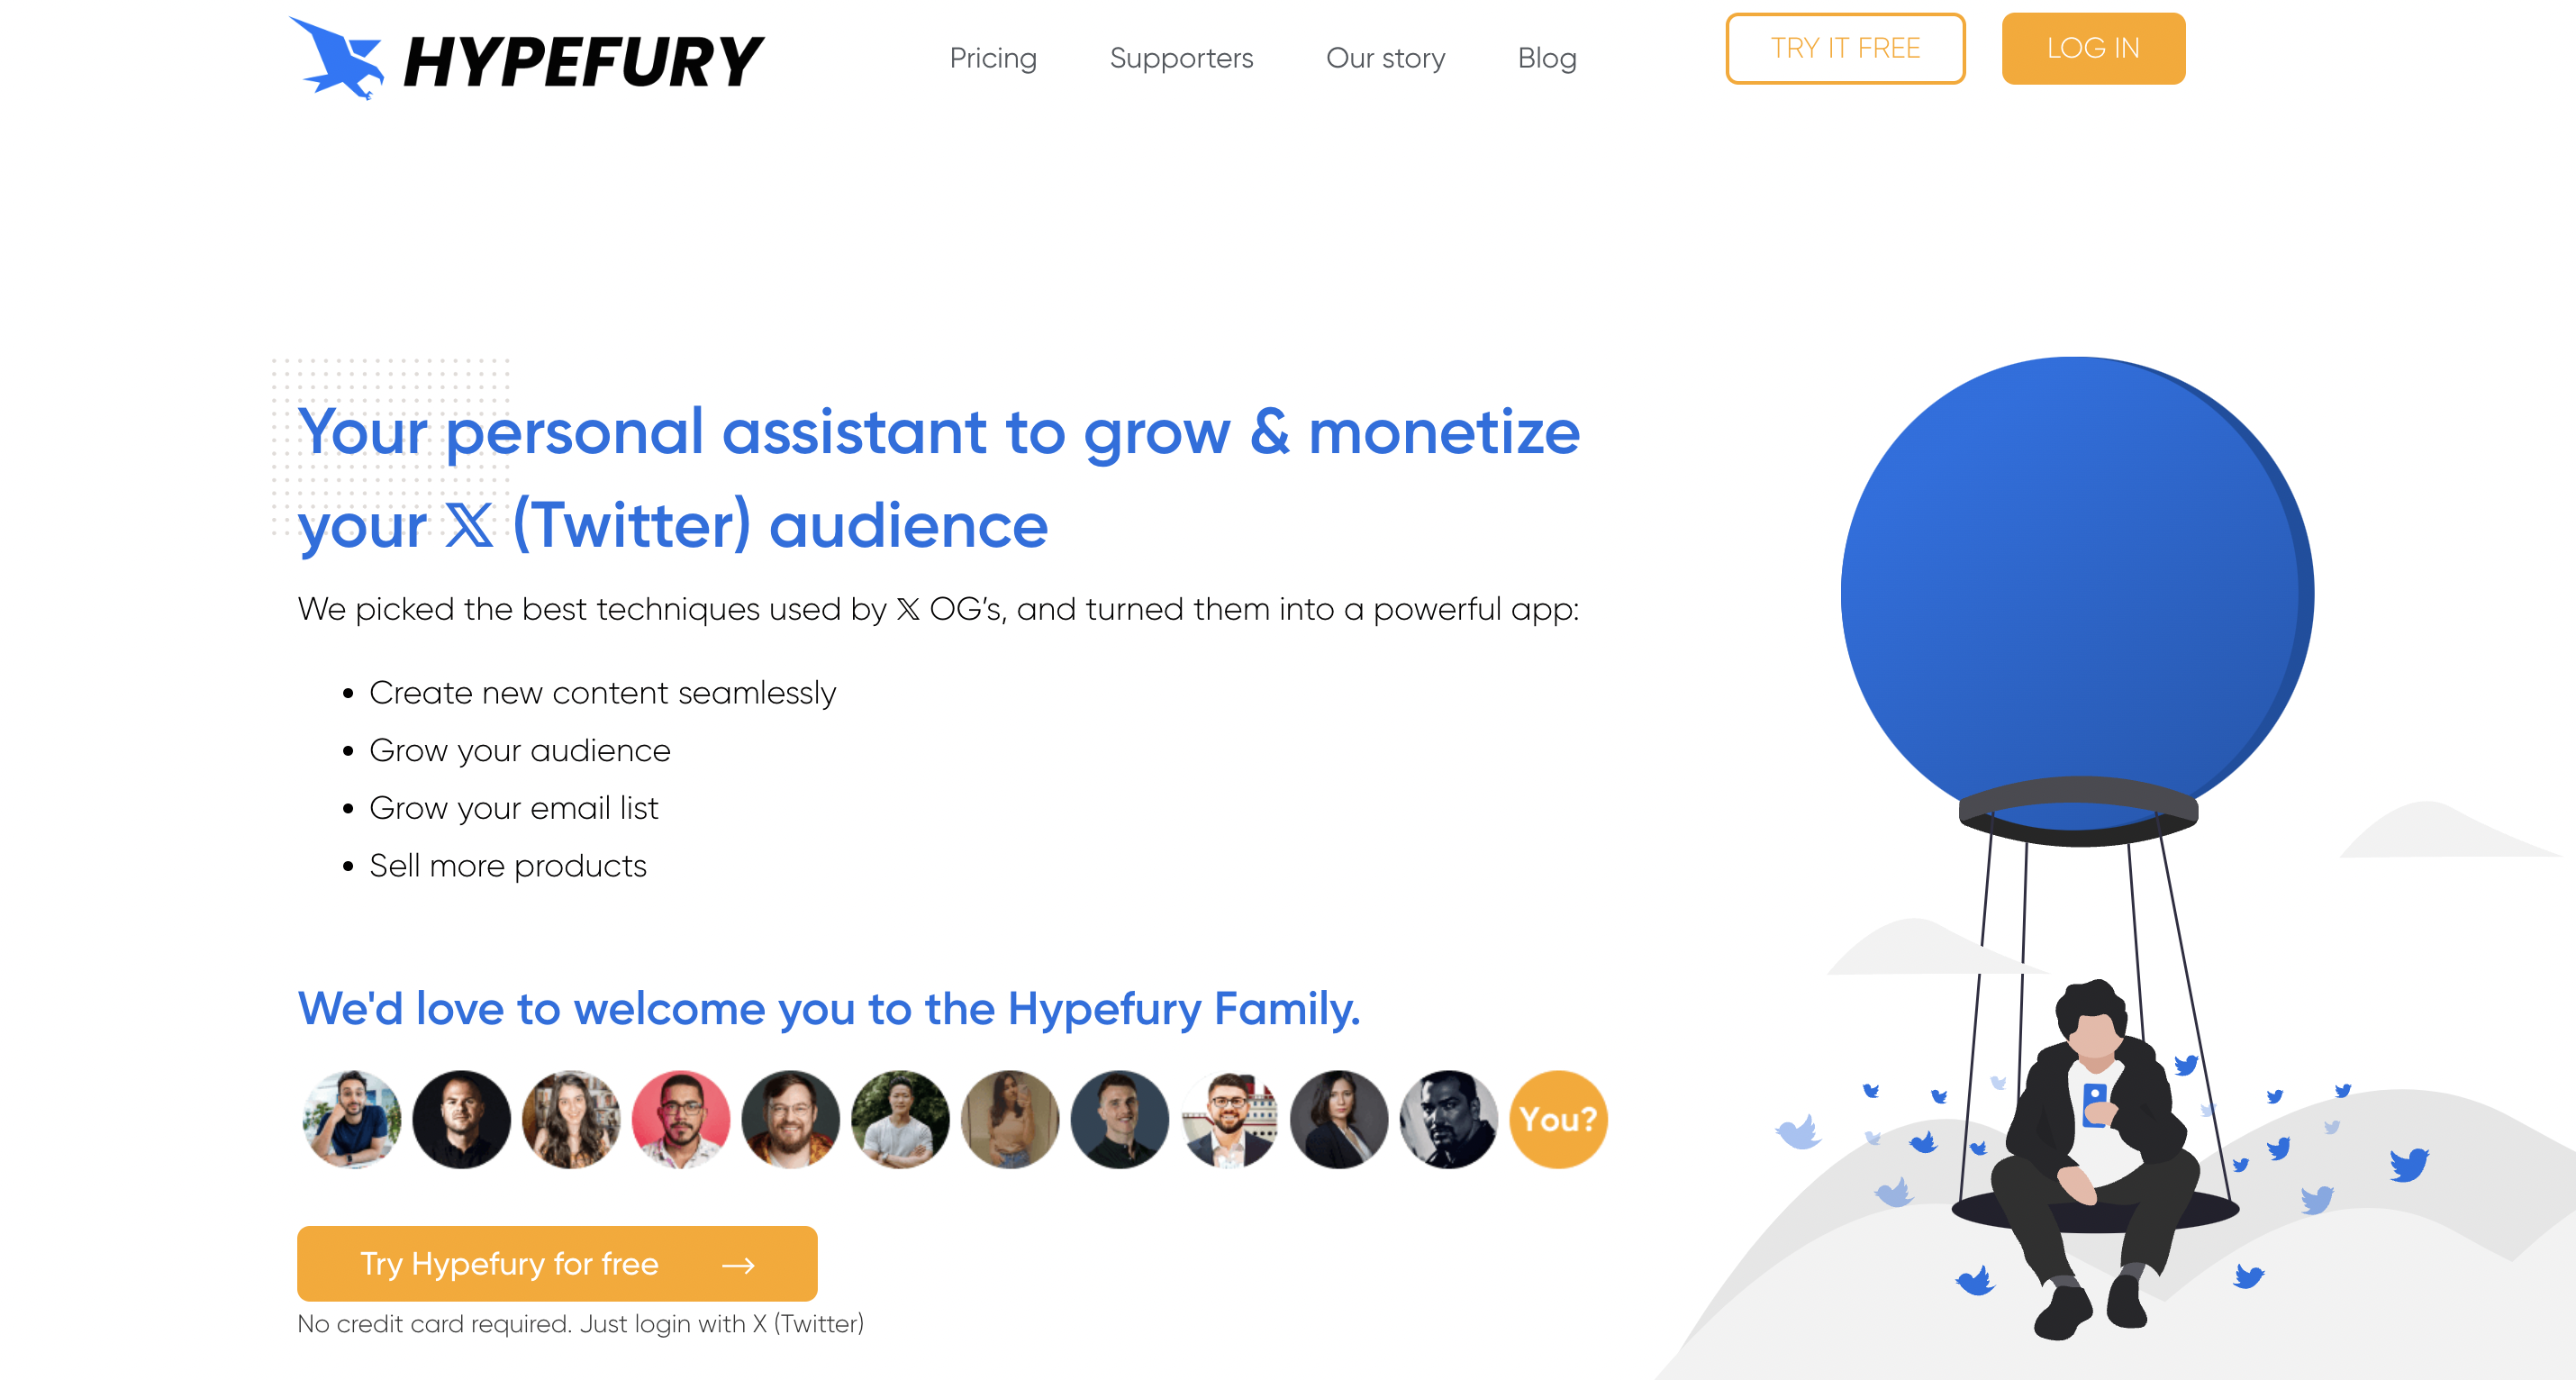 HYPEFURY
Pricing
Supporters
Our story
Blog
TRY IT FREE
LOG IN
Your personal assistant to grow & monetize
your 𝕏 (Twitter) audience
We picked the best techniques used by 𝕏 OG’s, and turned them into a powerful app:
• Create new content seamlessly
• Grow your audience
• Grow your email list
• Sell more products
We'd love to welcome you to the Hypefury Family.
You?
Try Hypefury for free →
No credit card required. Just login with X (Twitter)